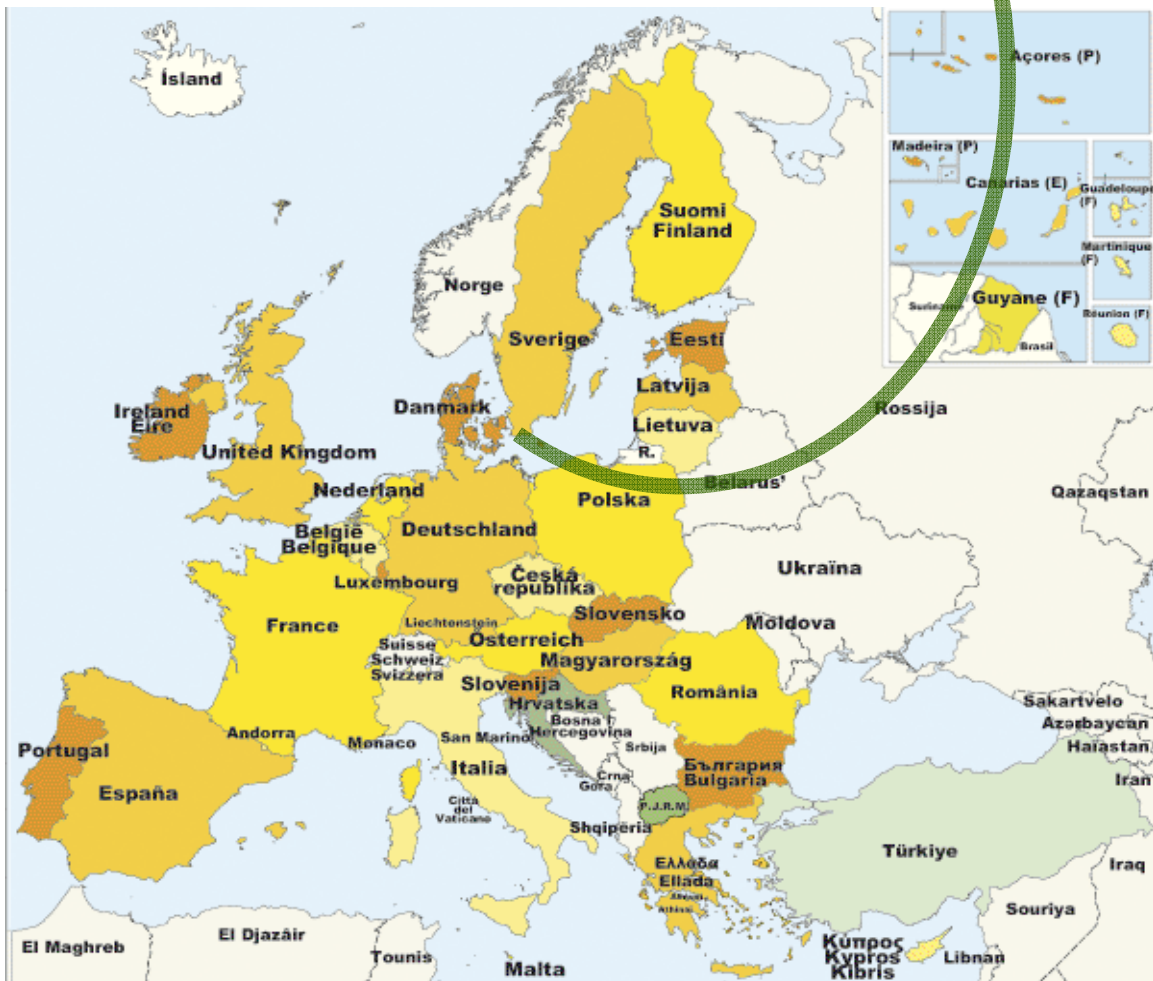 Ísland
Açores (P)
Madeira (P)
Canarias (E)
Guadeloupe
(F)
Martinique
(F)
Suriname
Guyane (F)
Brasil
Réunion (F)
Suomi
Finland
Norge
Sverige
Eesti
Latvija
Lietuva
R.
Danmark
Ireland
Eire
United Kingdom
Rossija
Belarus'
Qazaqstan
Nederland
Polska
Deutschland
België
Belgique
Luxembourg
Česká
republika
Ukraïna
Slovensko
Moldova
France
Liechtenstein
Österreich
Suisse
Schweiz
Svizzera
Magyarország
Slovenija
România
Hrvatska
Bosna i
Hercegovina
Sakartvelo
Azərbaycan
Haïastan
Iran
Andorra
Monaco
San Marino
Srbija
Portugal
España
Italia
Crna
Gora
България
Bulgaria
Città
del
Vaticano
P.J.R.M.
Shqipëria
Türkiye
Iraq
Ελλάδα
Ellada
Souriya
El Maghreb
El Djazâir
Tounis
Malta
Κύπρος
Kypros
Kibris
Libnan